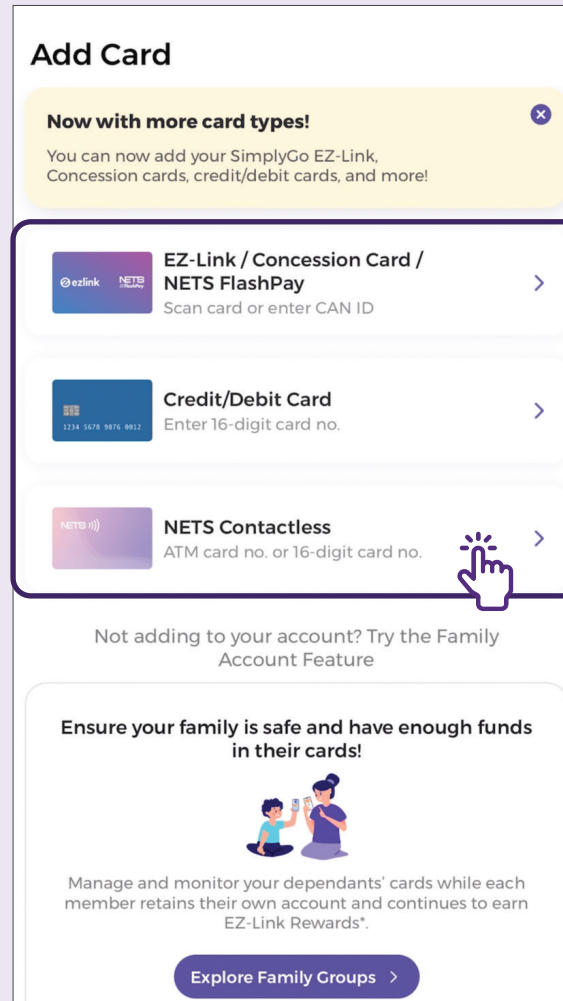 Add Card
Now with more card types!
You can now add your SimplyGo EZ-Link,
Concession cards, credit/debit cards, and more!
ezlink NETS
FlashPay
EZ-Link / Concession Card /
NETS FlashPay
Scan card or enter CAN ID
1234 5678 9876 0012
Credit/Debit Card
Enter 16-digit card no.
NETS
NETS Contactless
ATM card no. or 16-digit card no.
Not adding to your account? Try the Family
Account Feature
Ensure your family is safe and have enough funds
in their cards!
Manage and monitor your dependants' cards while each
member retains their own account and continues to earn
EZ-Link Rewards*.
Explore Family Groups >